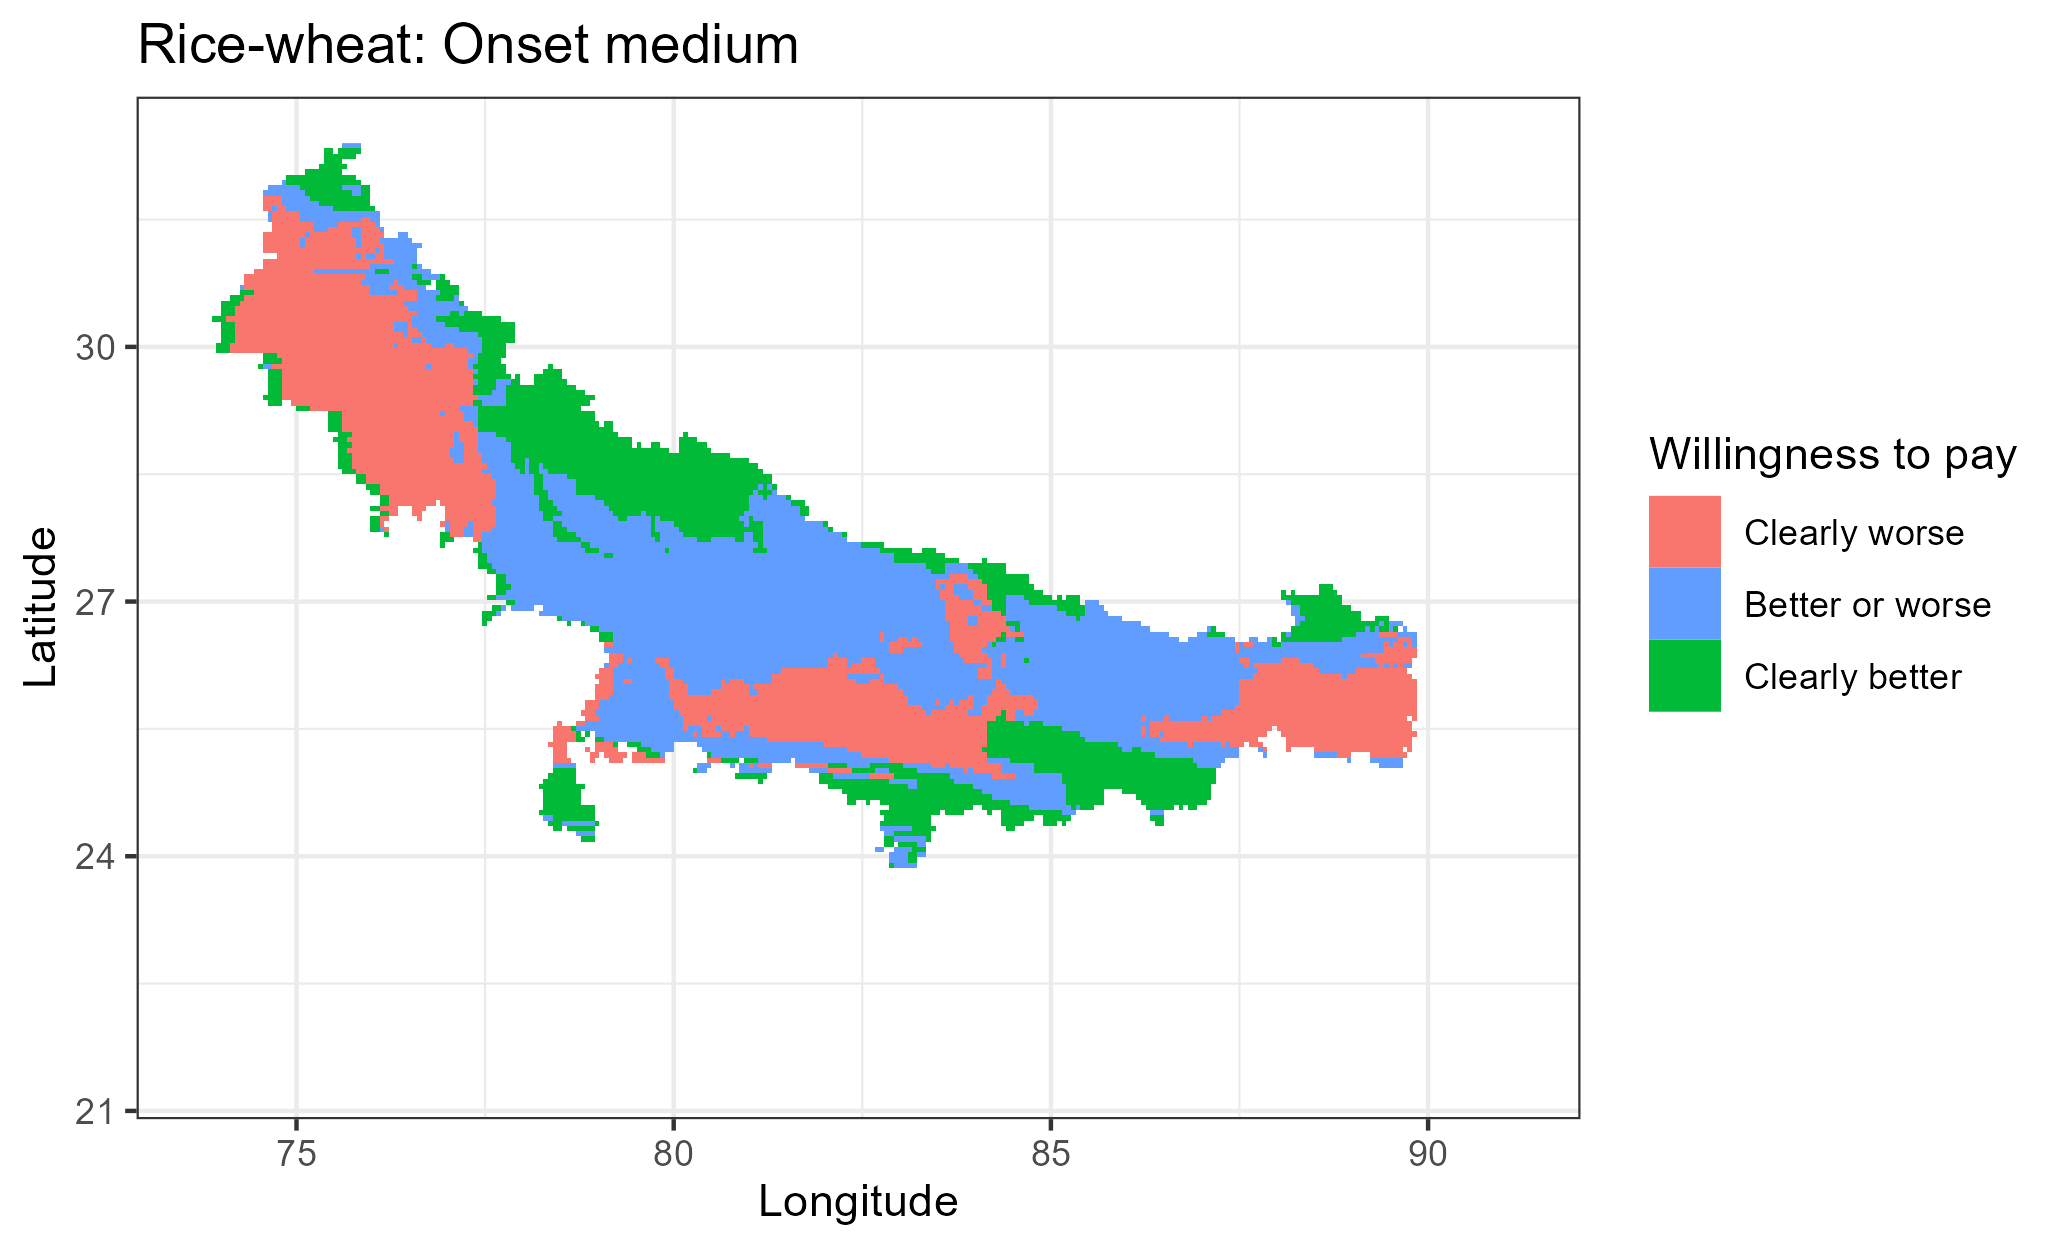 Rice-wheat: Onset medium
30
27
24
21
Latitude
75
80
85
90
Longitude
Willingness to pay
Clearly worse
Better or worse
Clearly better